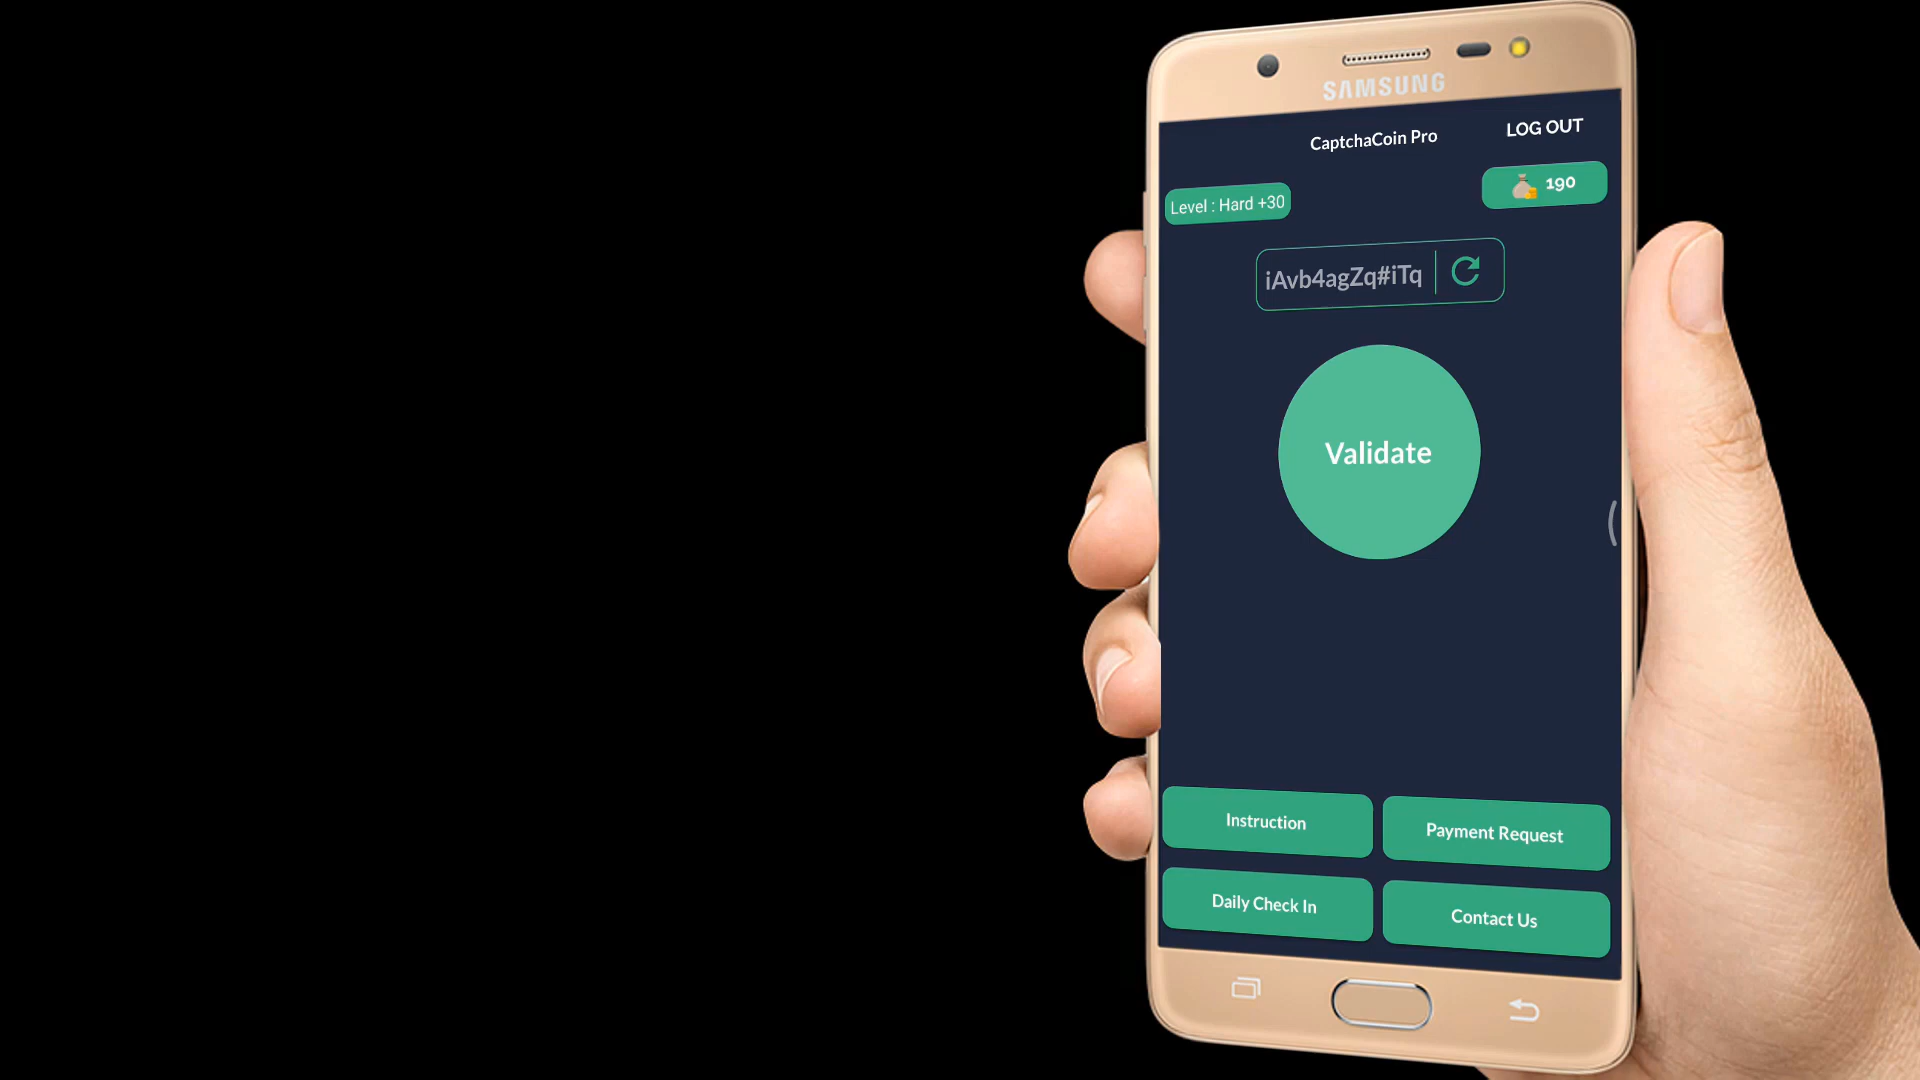 SAMSUNG
CaptchaCoin Pro
LOG OUT
Level : Hard +30
190
iAvb4agZq#iTq
Validate
Instruction
Payment Request
Daily Check In
Contact Us